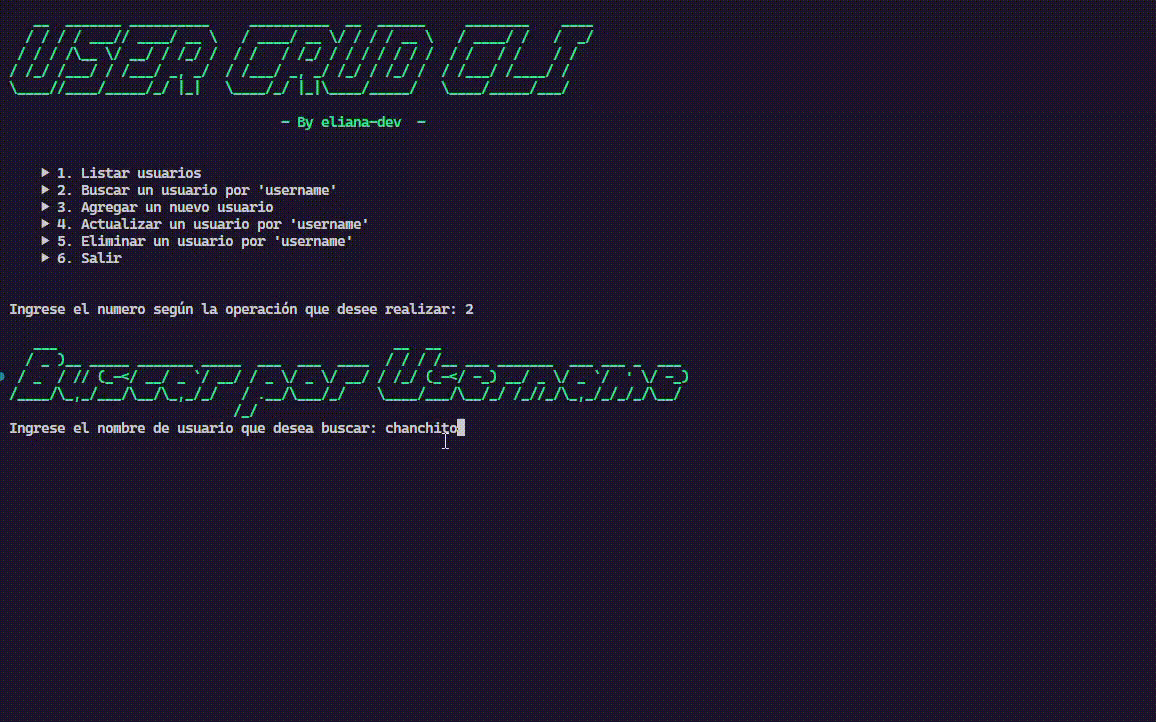 USER CRUD CLI
- By eliana-dev -
▶ 1. Listar usuarios
▶ 2. Buscar un usuario por 'username'
▶ 3. Agregar un nuevo usuario
▶ 4. Actualizar un usuario por 'username'
▶ 5. Eliminar un usuario por 'username'
▶ 6. Salir
Ingrese el numero según la operación que desee realizar: 2
Buscar por Username
Ingrese el nombre de usuario que desea buscar: chanchito